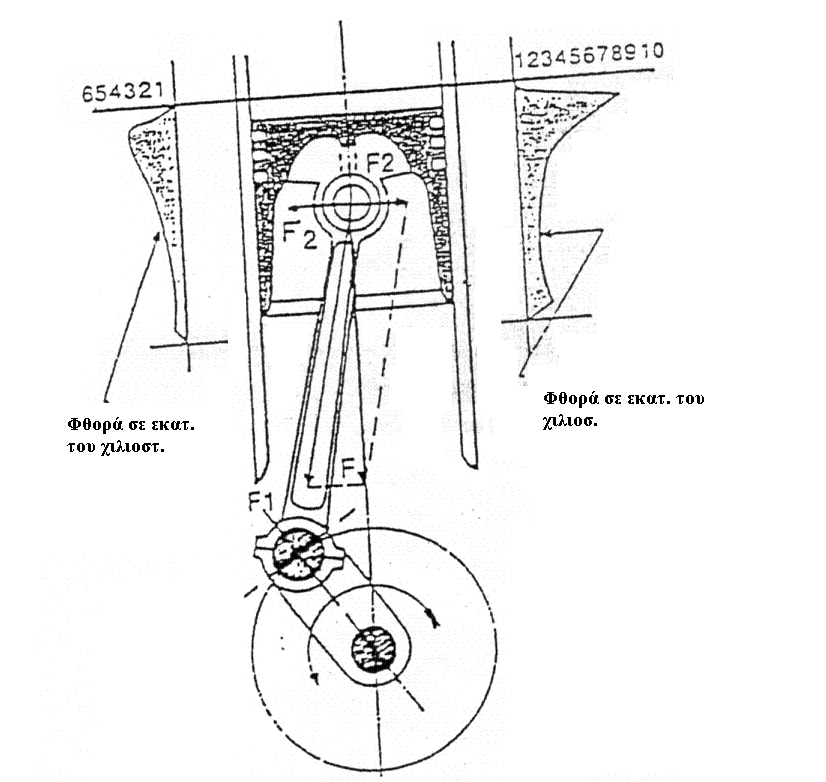 12345678910
654321
F2
F2
Φθορά σε εκατ. του
χιλιοσ.
Φθορά σε εκατ.
του χιλιοστ.
F
F1